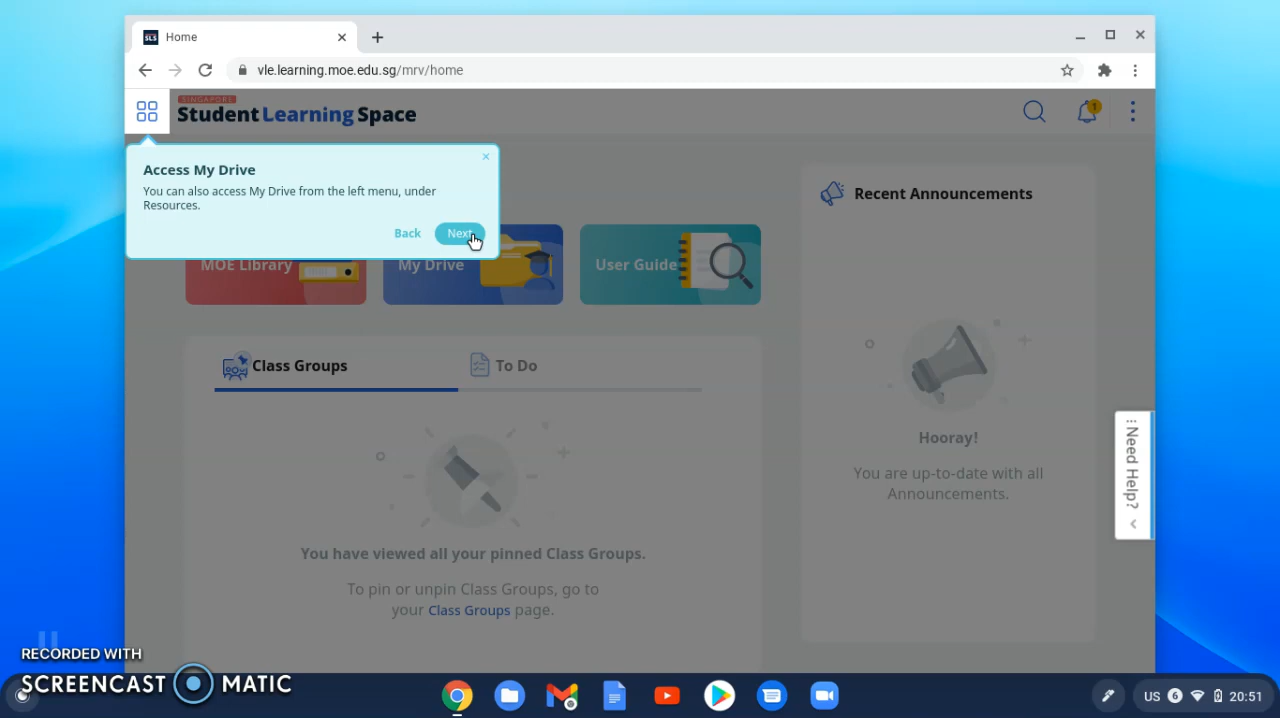 Home
vle.learning.moe.edu.sg/mrv/home
SLS
SINGAPORE
Student Learning Space
1
Access My Drive
You can also access My Drive from the left menu, under
Resources.
Back
Next
MOE Library
My Drive
User Guide
Recent Announcements
Class Groups
To Do
Hooray!
You are up-to-date with all
Announcements.
Need Help?
You have viewed all your pinned Class Groups.
To pin or unpin Class Groups, go to
your Class Groups page.
RECORDED WITH
SCREENCAST MATIC
US 6 20:51